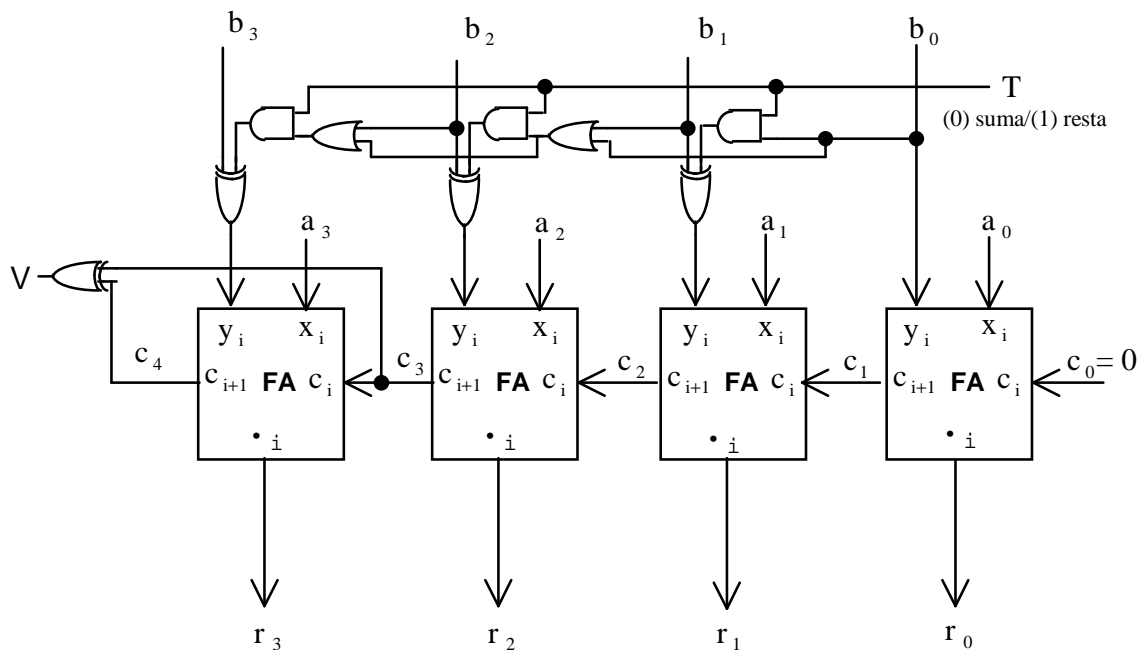 b3 b2 b1 b0
T
(0) suma/(1) resta
a3 a2 a1 a0
V
yi xi yi xi yi xi yi xi
c4 ci+1 FA ci c3 ci+1 FA ci c2 ci+1 FA ci c1 ci+1 FA ci c0= 0
• i • i • i • i
r3 r2 r1 r0